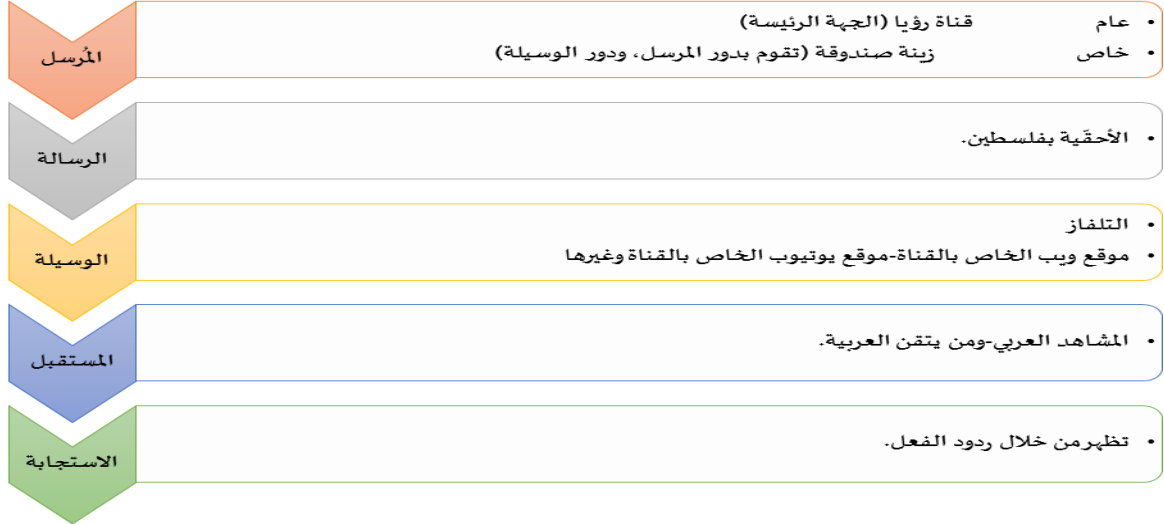 المُرسل
• عام قناة رؤيا (الجهة الرئيسة)
• خاص زينة صندوقة (تقوم بدور المرسل، ودور الوسيلة)
الرسالة
• الأحقّية بفلسطين.
الوسيلة
• التلفاز
• موقع ويب الخاص بالقناة-موقع يوتيوب الخاص بالقناة وغيرها
المستقبل
• المشاهد العربي-ومن يتقن العربية.
الاستجابة
• تظهر من خلال ردود الفعل.